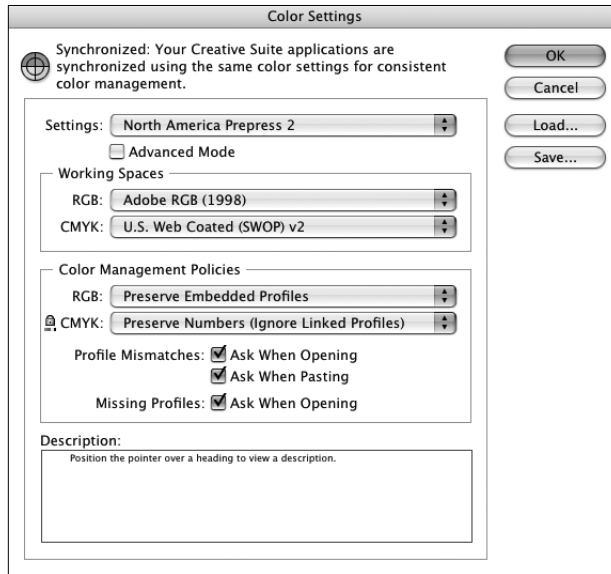 Color Settings
Synchronized: Your Creative Suite applications are
synchronized using the same color settings for consistent
color management.
OK
Cancel
Load...
Save...
Settings: North America Prepress 2
Advanced Mode
Working Spaces
RGB: Adobe RGB (1998)
CMYK: U.S. Web Coated (SWOP) v2
Color Management Policies
RGB: Preserve Embedded Profiles
CMYK: Preserve Numbers (Ignore Linked Profiles)
Profile Mismatches: Ask When Opening
Ask When Pasting
Missing Profiles: Ask When Opening
Description:
Position the pointer over a heading to view a description.